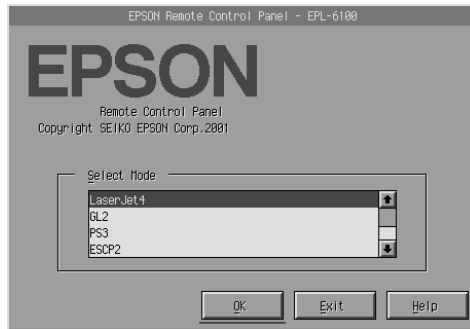 EPSON Remote Control Panel - EPL-6100
EPSON
Remote Control Panel
Copyright SEIKO EPSON Corp.2001
Select Mode
LaserJet4
GL2
PS3
ESCP2
OK Exit Help